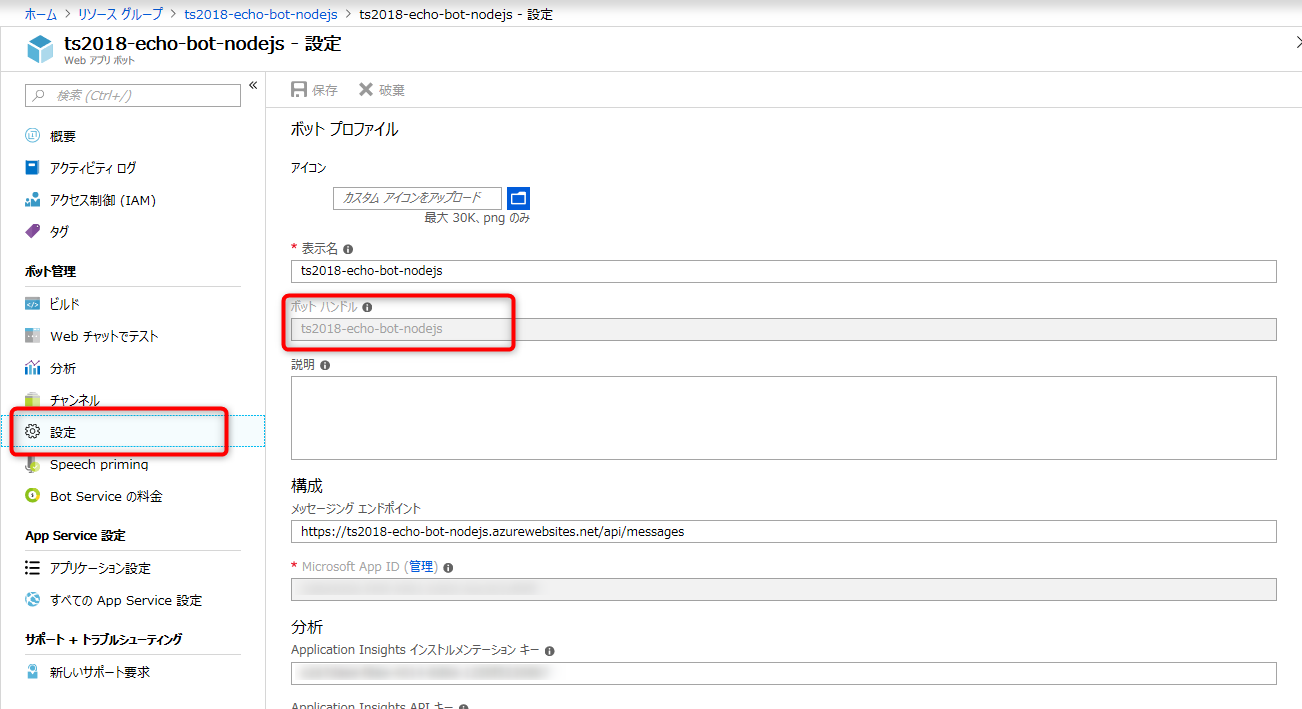 ホーム > リソース グループ > ts2018-echo-bot-nodejs > ts2018-echo-bot-nodejs - 設定
ts2018-echo-bot-nodejs - 設定
Web アプリ ボット
検索 (Ctrl+/)
概要
アクティビティ ログ
アクセス制御 (IAM)
タグ
ボット管理
ビルド
Web チャットでテスト
分析
チャンネル
設定
Speech priming
Bot Service の料金
App Service 設定
アプリケーション設定
すべての App Service 設定
サポート + トラブルシューティング
新しいサポート要求
保存 破棄
ボット プロファイル
アイコン
カスタム アイコンをアップロード
最大 30K、png のみ
* 表示名
ts2018-echo-bot-nodejs
ボット ハンドル
ts2018-echo-bot-nodejs
説明
構成
メッセージング エンドポイント
https://ts2018-echo-bot-nodejs.azurewebsites.net/api/messages
* Microsoft App ID (管理)
分析
Application Insights インストルメンテーション キー
Application Insights API キー